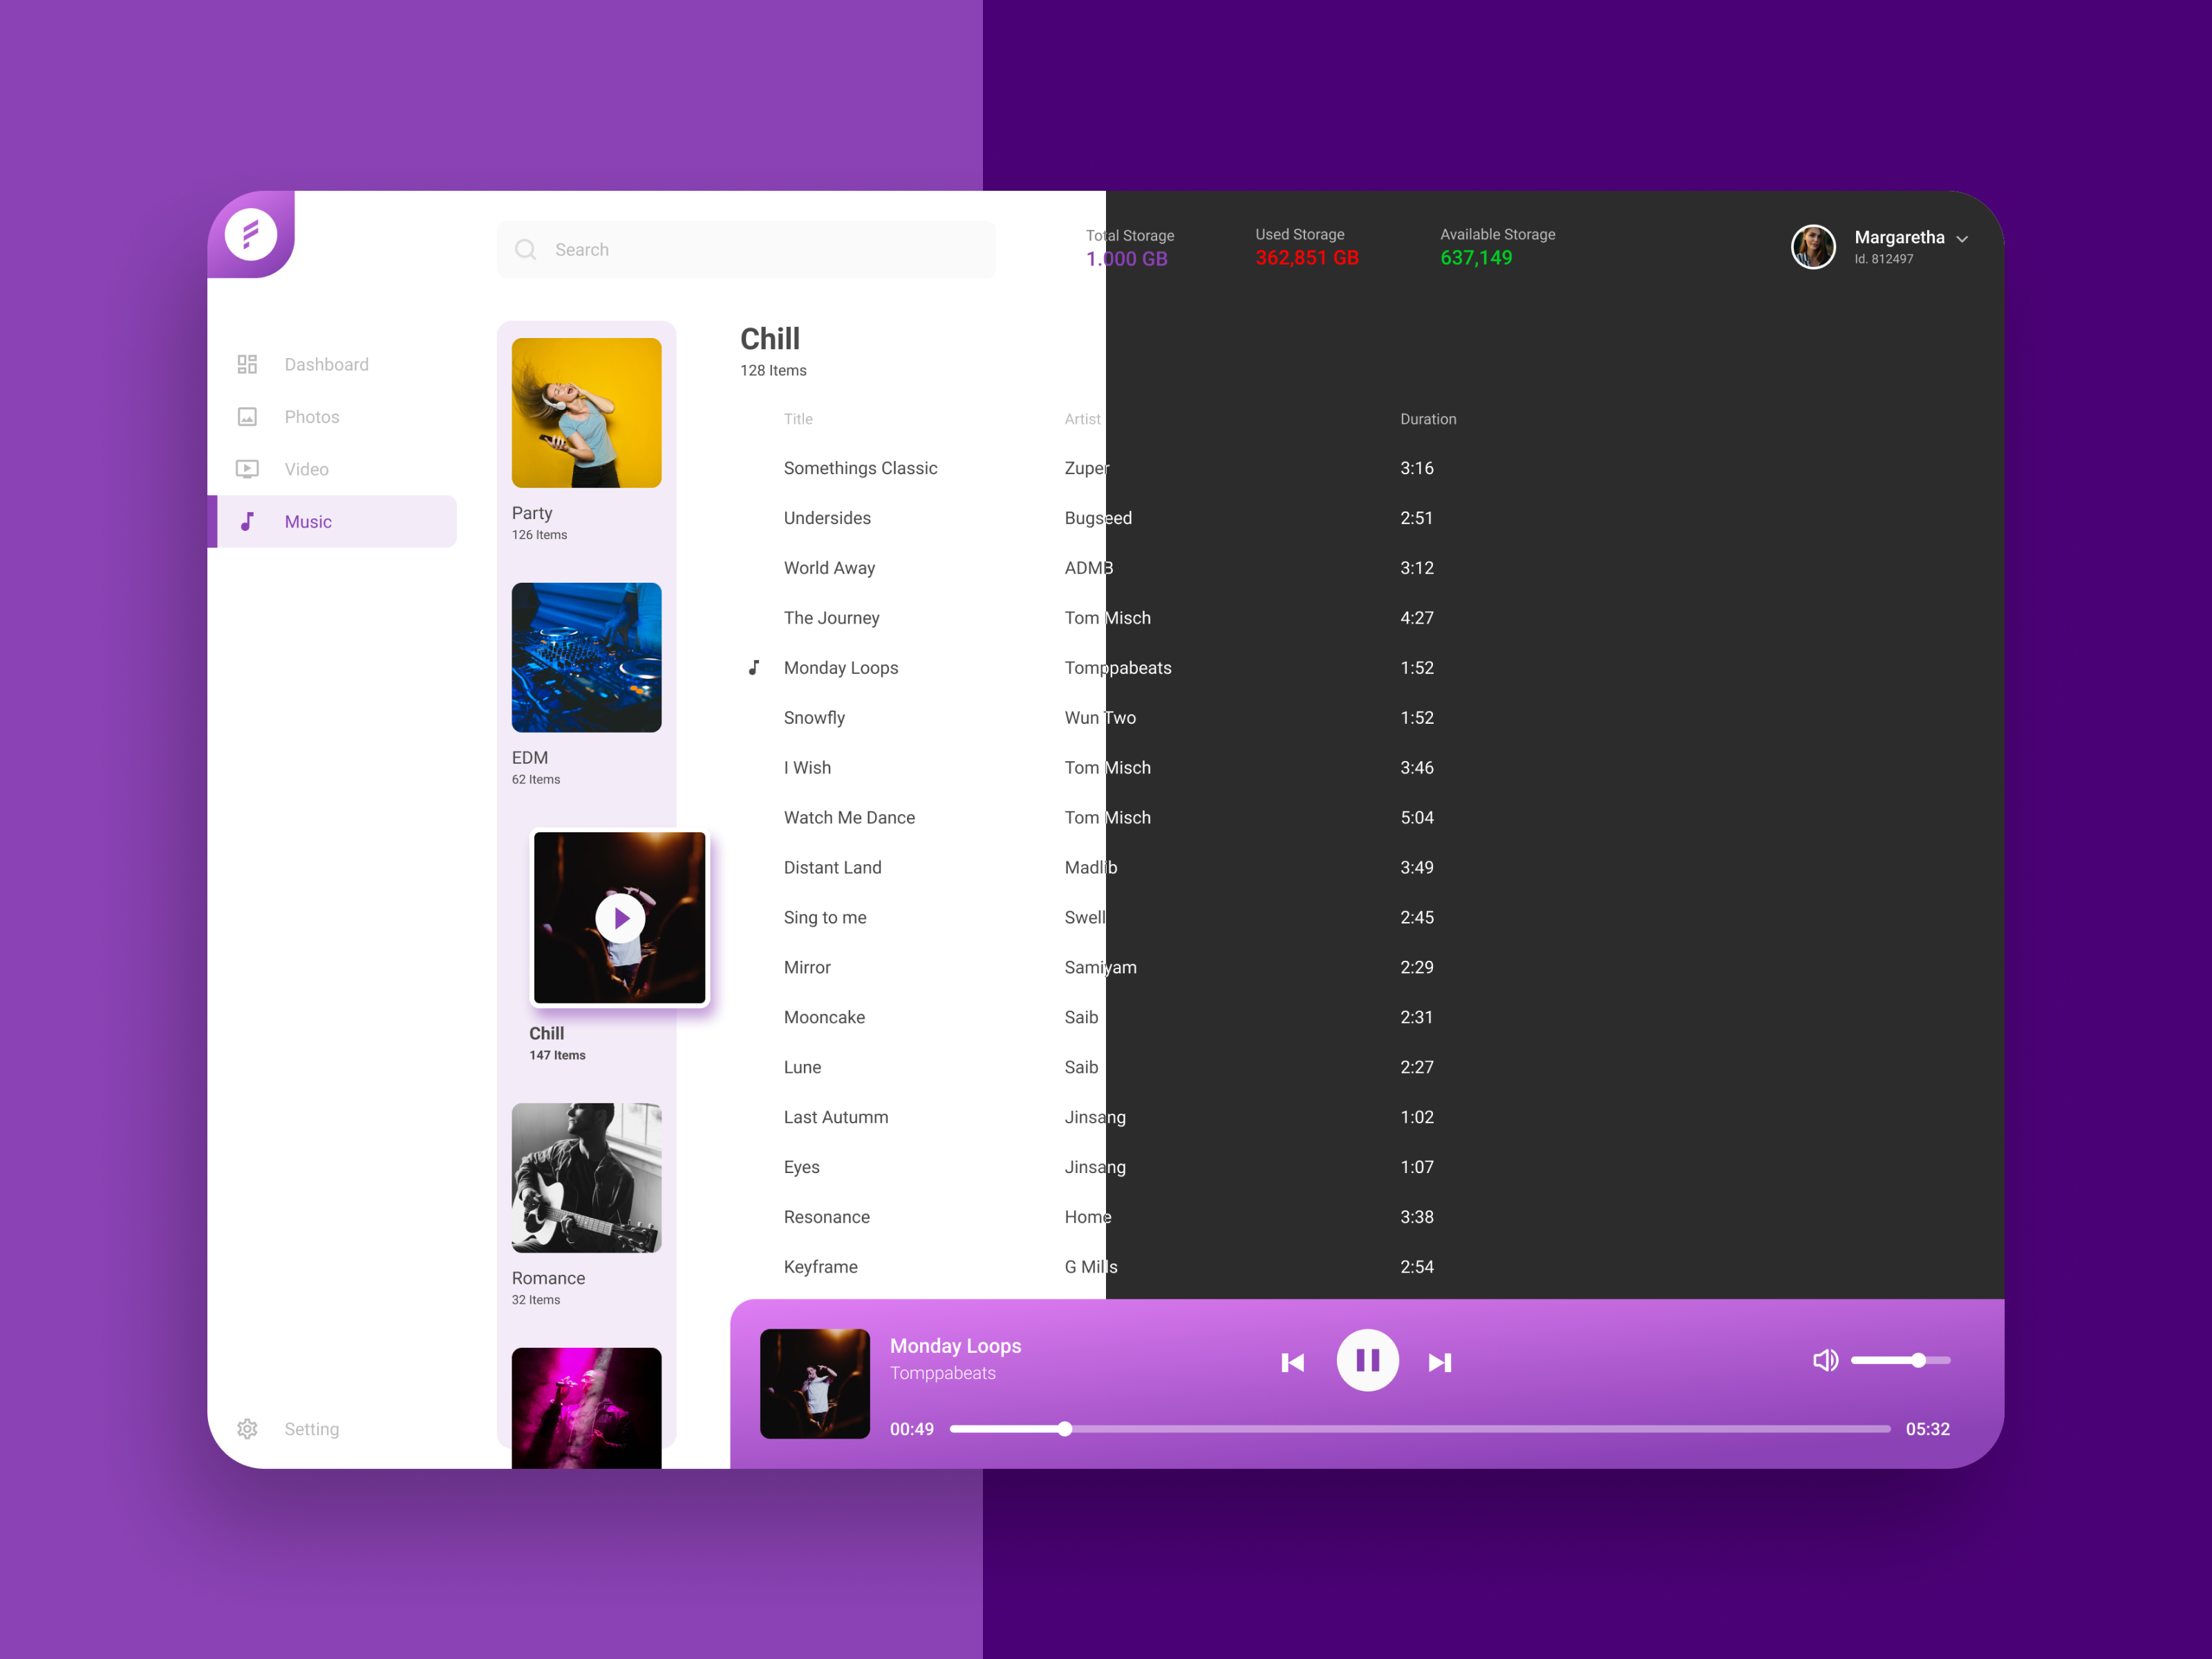 Search
Total Storage
1.000 GB
Used Storage
362,851 GB
Available Storage
637,149
Margaretha
Id. 812497
Dashboard
Photos
Video
Music
Setting
Party
126 Items
EDM
62 Items
Chill
147 Items
Romance
32 Items
Chill
128 Items
Title Artist Duration
Somethings Classic Zuper 3:16
Undersides Bugseed 2:51
World Away ADMB 3:12
The Journey Tom Misch 4:27
Monday Loops Tomppabeats 1:52
Snowfly Wun Two 1:52
I Wish Tom Misch 3:46
Watch Me Dance Tom Misch 5:04
Distant Land Madlib 3:49
Sing to me Swell 2:45
Mirror Samiyam 2:29
Mooncake Saib 2:31
Lune Saib 2:27
Last Autumm Jinsang 1:02
Eyes Jinsang 1:07
Resonance Home 3:38
Keyframe G Mills 2:54
Monday Loops
Tomppabeats
00:49 05:32